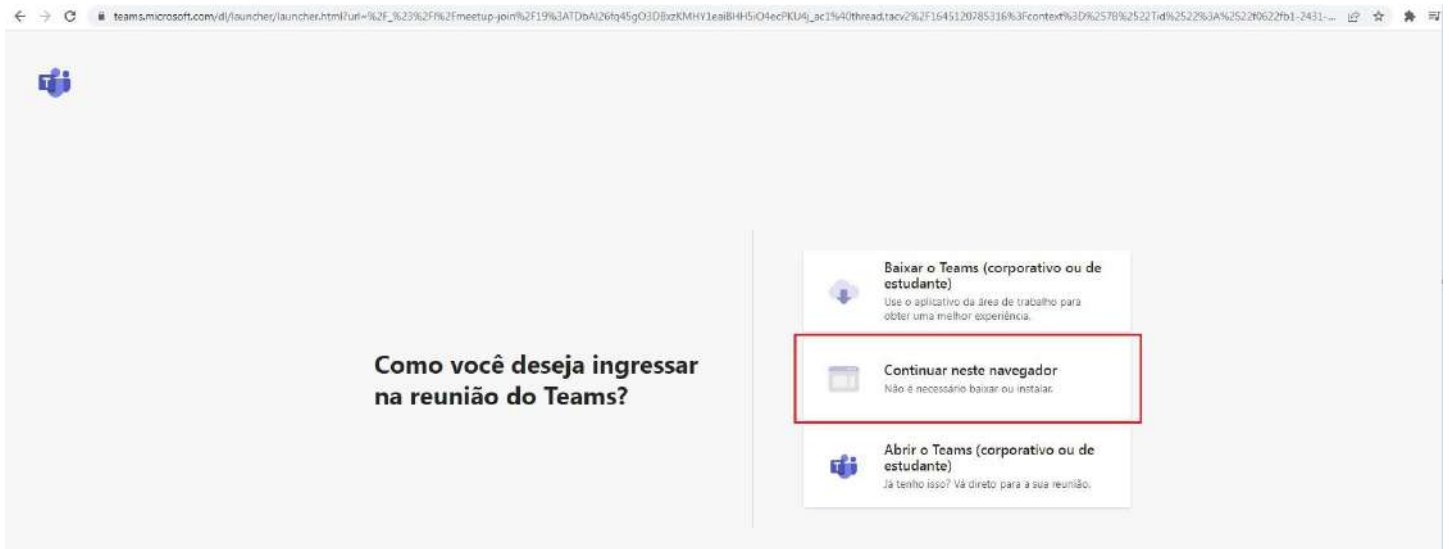 teams.microsoft.com/dl/launcher/launcher.html?url=%2F_%23%2Fl%2Fmeetup-join%2F19%3ATDbAl26fq45gO3DBxzKMHY1eaiBHH5iO4ecPKU4j_ac1%40thread.tacv2%2F1645120785316%3Fcontext%3D%257B%2522Tid%2522%3A%2522f0622fb1-2431-...
Baixar o Teams (corporativo ou de
estudante)
Use o aplicativo da área de trabalho para
obter uma melhor experiência.
Como você deseja ingressar
na reunião do Teams?
Continuar neste navegador
Não é necessário baixar ou instalar.
Abrir o Teams (corporativo ou de
estudante)
Já tenho isso? Vá direto para a sua reunião.